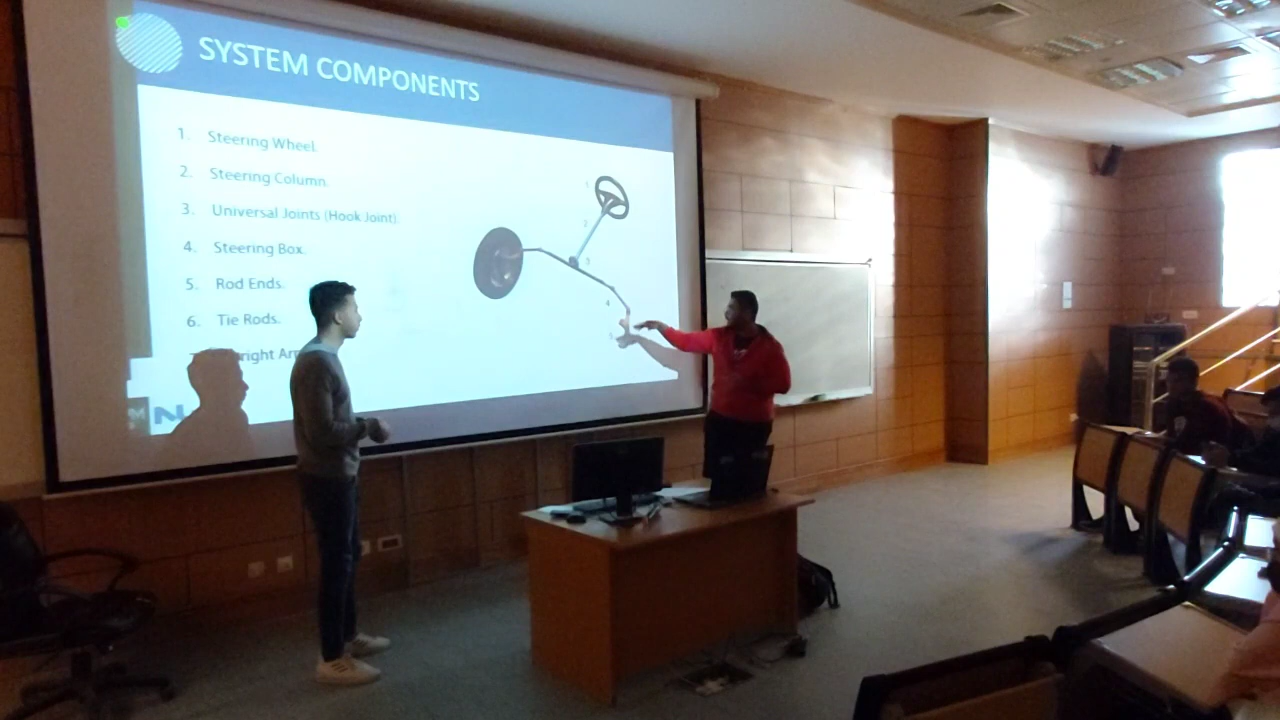 SYSTEM COMPONENTS
1. Steering Wheel.
2. Steering Column.
3. Universal Joints (Hook Joint)
4. Steering Box.
5. Rod Ends.
6. Tie Rods.